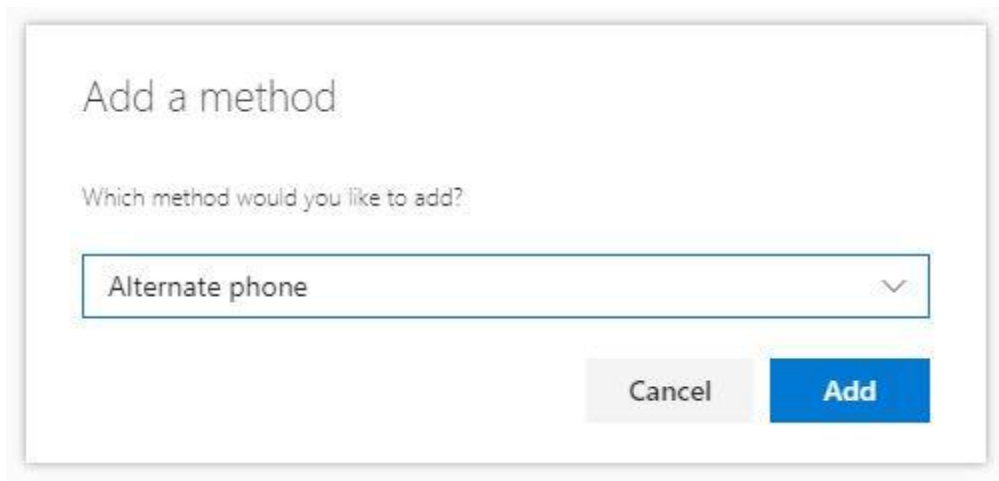 Add a method
Which method would you like to add?
Alternate phone
Cancel Add